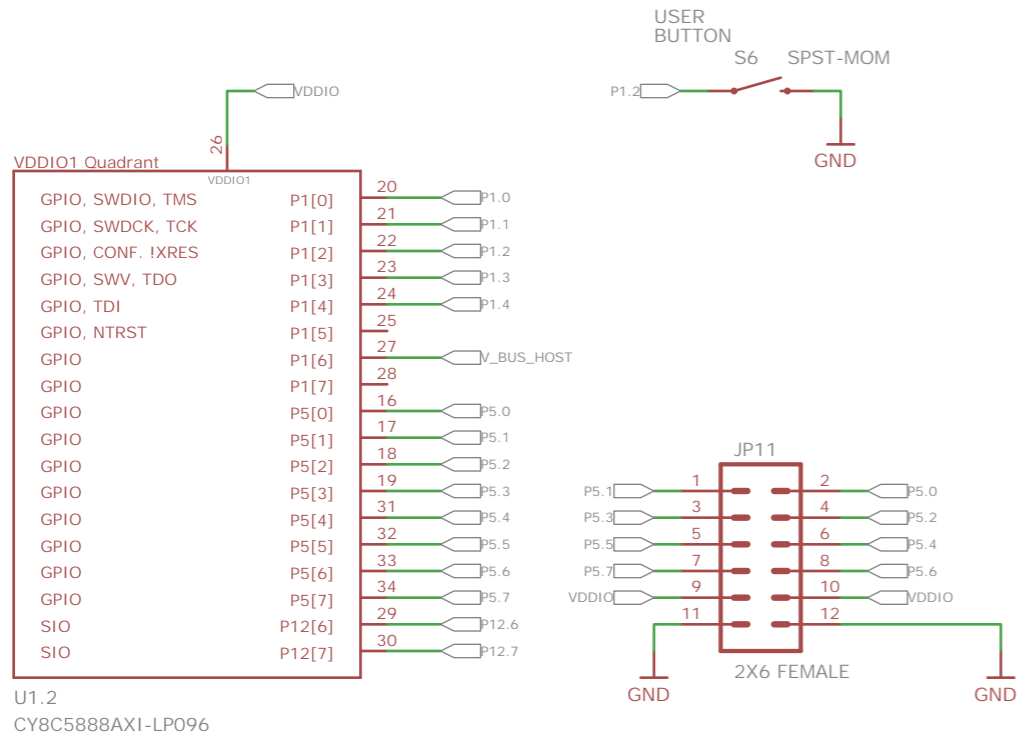 USER
BUTTON
S6 SPST-MOM
P1.2
GND
VDDIO
26
VDDIO1 Quadrant
VDDIO1
GPIO, SWDIO, TMS P1[0] 20 P1.0
GPIO, SWDCK, TCK P1[1] 21 P1.1
GPIO, CONF. !XRES P1[2] 22 P1.2
GPIO, SWV, TDO P1[3] 23 P1.3
GPIO, TDI P1[4] 24 P1.4
GPIO, NTRST P1[5] 25
GPIO P1[6] 27 V_BUS_HOST
GPIO P1[7] 28
GPIO P5[0] 16 P5.0
GPIO P5[1] 17 P5.1
GPIO P5[2] 18 P5.2
GPIO P5[3] 19 P5.3
GPIO P5[4] 31 P5.4
GPIO P5[5] 32 P5.5
GPIO P5[6] 33 P5.6
GPIO P5[7] 34 P5.7
SIO P12[6] 29 P12.6
SIO P12[7] 30 P12.7
U1.2
CY8C5888AXI-LP096
JP11
P5.1 1 2 P5.0
P5.3 3 4 P5.2
P5.5 5 6 P5.4
P5.7 7 8 P5.6
VDDIO 9 10 VDDIO
11 12
2X6 FEMALE
GND GND